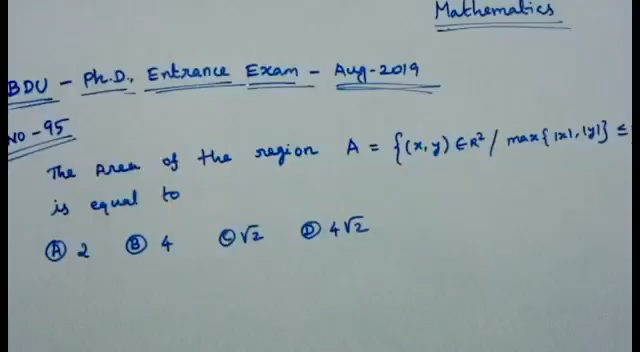 Mathematics
BDU - Ph.D., Entrance Exam - Aug-2019
NO - 95
The Area of the region A = {(x, y) ∈ R² / max{|x|, |y|} ≤
is equal to
Ⓐ 2 Ⓑ 4 Ⓒ √2 Ⓓ 4√2